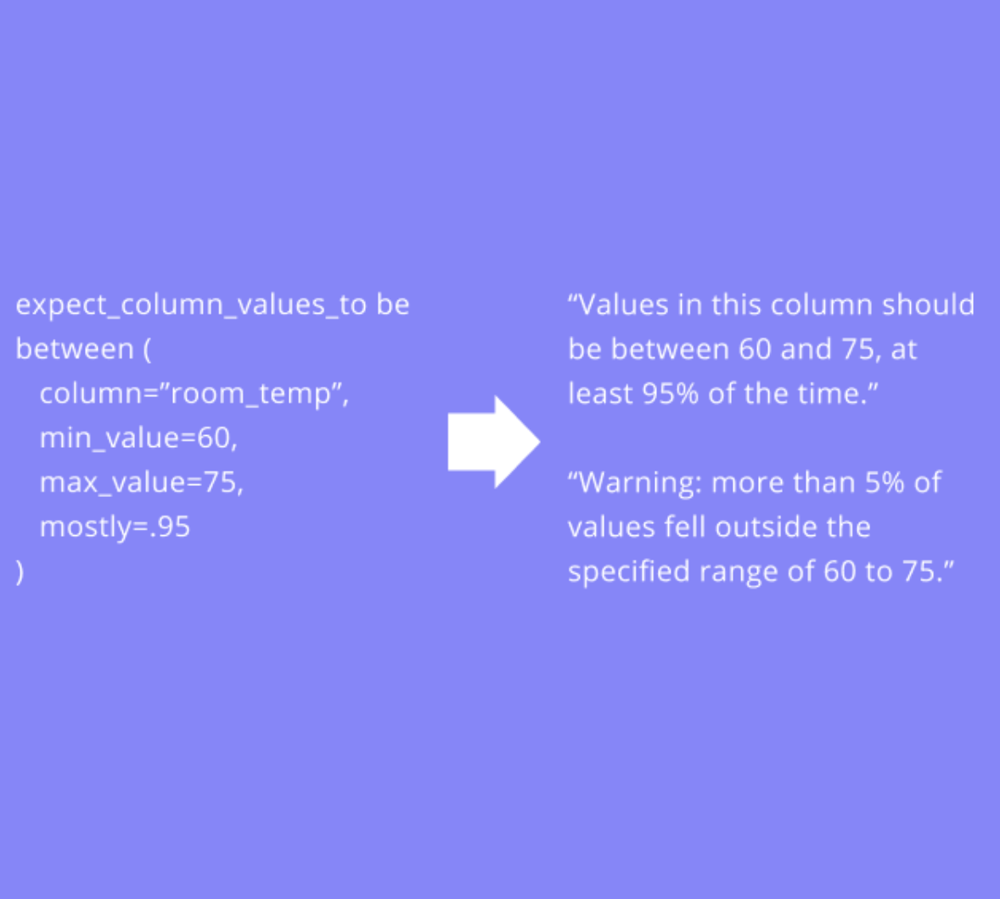 expect_column_values_to be
between (
column=”room_temp”,
min_value=60,
max_value=75,
mostly=.95
)
“Values in this column should
be between 60 and 75, at
least 95% of the time.”
“Warning: more than 5% of
values fell outside the
specified range of 60 to 75.”